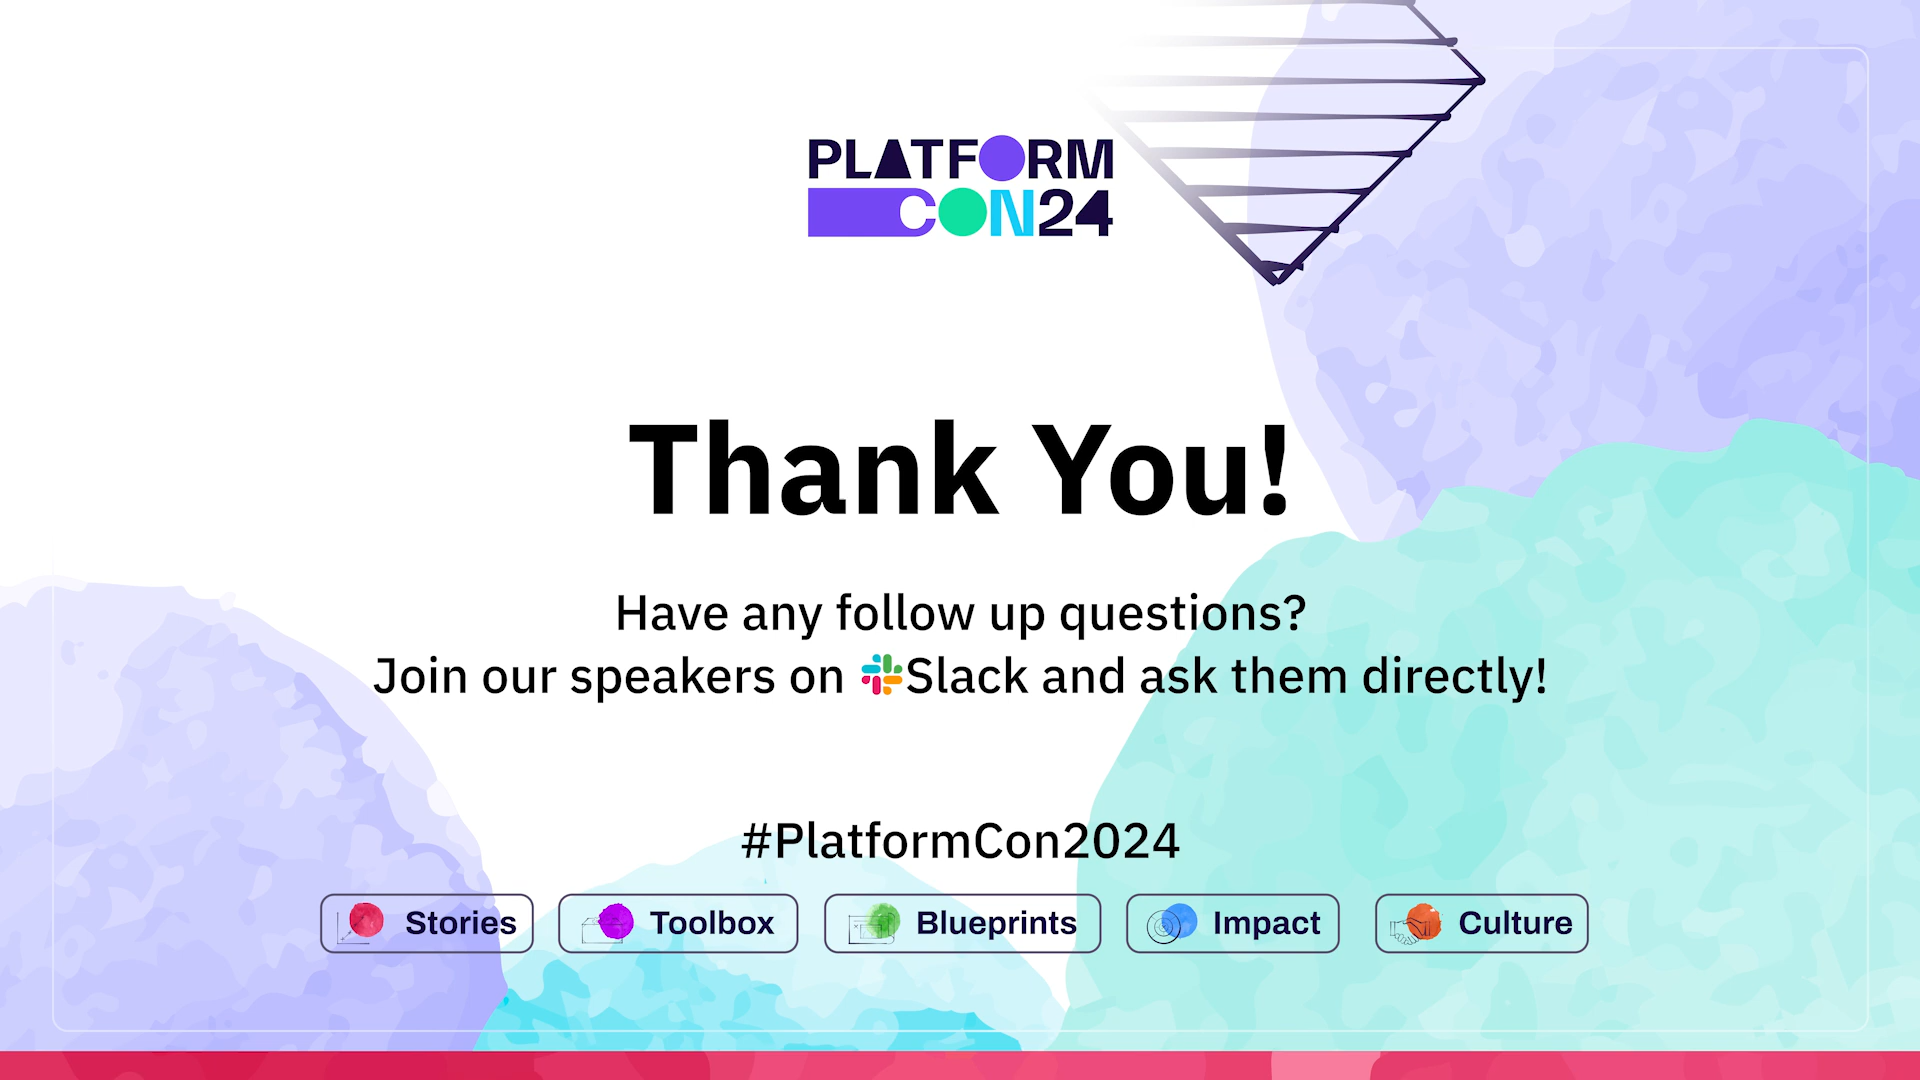 PLATFORM
CON24
Thank You!
Have any follow up questions?
Join our speakers on Slack and ask them directly!
#PlatformCon2024
Stories
Toolbox
Blueprints
Impact
Culture